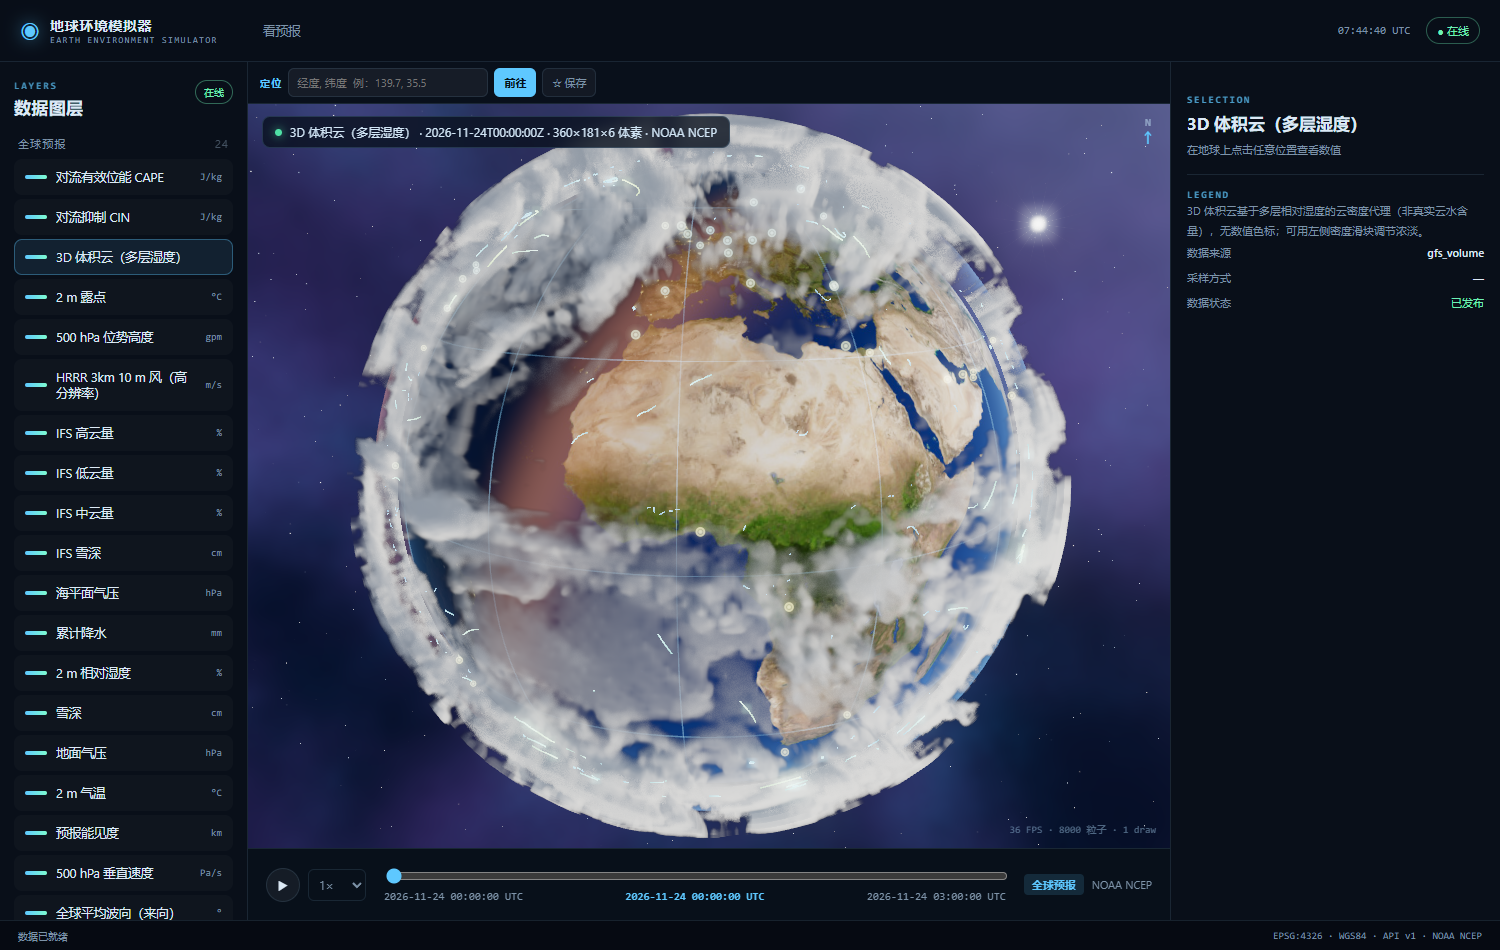 地球环境模拟器
EARTH ENVIRONMENT SIMULATOR
看预报
07:44:40 UTC
● 在线
LAYERS
数据图层
在线
全球预报 24
对流有效位能 CAPE J/kg
对流抑制 CIN J/kg
3D 体积云（多层湿度）
2 m 露点 °C
500 hPa 位势高度 gpm
HRRR 3km 10 m 风（高
分辨率） m/s
IFS 高云量 %
IFS 低云量 %
IFS 中云量 %
IFS 雪深 cm
海平面气压 hPa
累计降水 mm
2 m 相对湿度 %
雪深 cm
地面气压 hPa
2 m 气温 °C
预报能见度 km
500 hPa 垂直速度 Pa/s
全球平均波向（来向） °
定位 经度, 纬度 例：139.7, 35.5 前往 ☆ 保存
3D 体积云（多层湿度） · 2026-11-24T00:00:00Z · 360×181×6 体素 · NOAA NCEP
N
↑
36 FPS · 8000 粒子 · 1 draw
1×
2026-11-24 00:00:00 UTC 2026-11-24 00:00:00 UTC 2026-11-24 03:00:00 UTC
全球预报 NOAA NCEP
SELECTION
3D 体积云（多层湿度）
在地球上点击任意位置查看数值
LEGEND
3D 体积云基于多层相对湿度的云密度代理（非真实云水含
量），无数值色标；可用左侧密度滑块调节浓淡。
数据来源 gfs_volume
采样方式 —
数据状态 已发布
数据已就绪
EPSG:4326 · WGS84 · API v1 · NOAA NCEP